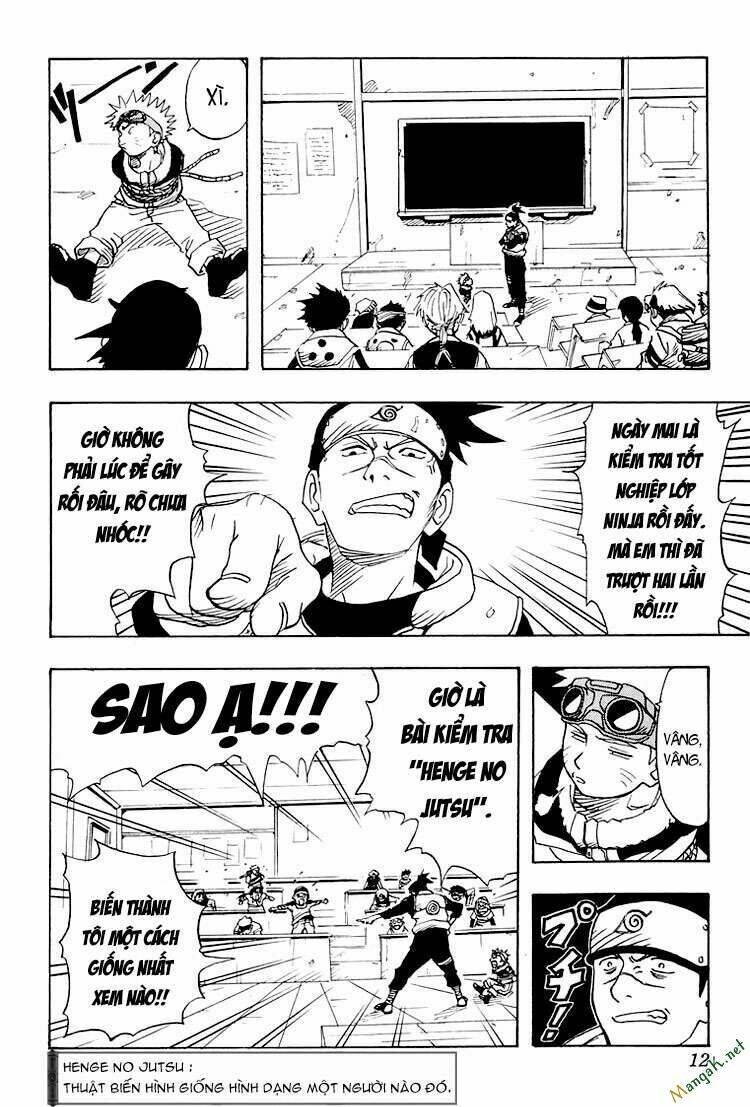 XÌ.
NGÀY MAI LÀ
KIỂM TRA TỐT
NGHIỆP LỚP
NINJA RỒI ĐẤY.
MÀ EM THÌ ĐÃ
TRƯỢT HAI LẦN
RỒI!!!
GIỜ KHÔNG
PHẢI LÚC ĐỂ GÂY
RỐI ĐÂU, RÕ CHƯA
NHÓC!!
VÂNG,
VÂNG.
プチ!
GIỜ LÀ
BÀI KIỂM TRA
"HENGE NO
JUTSU".
SAO Ạ!!!
BIẾN THÀNH
TÔI MỘT CÁCH
GIỐNG NHẤT
XEM NÀO!!
HENGE NO JUTSU :
THUẬT BIẾN HÌNH GIỐNG HÌNH DẠNG MỘT NGƯỜI NÀO ĐÓ.
12
MangaK.net